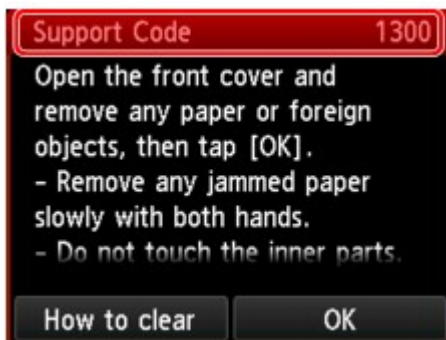 Support Code 1300
Open the front cover and
remove any paper or foreign
objects, then tap [OK].
- Remove any jammed paper
slowly with both hands.
- Do not touch the inner parts.
How to clear OK